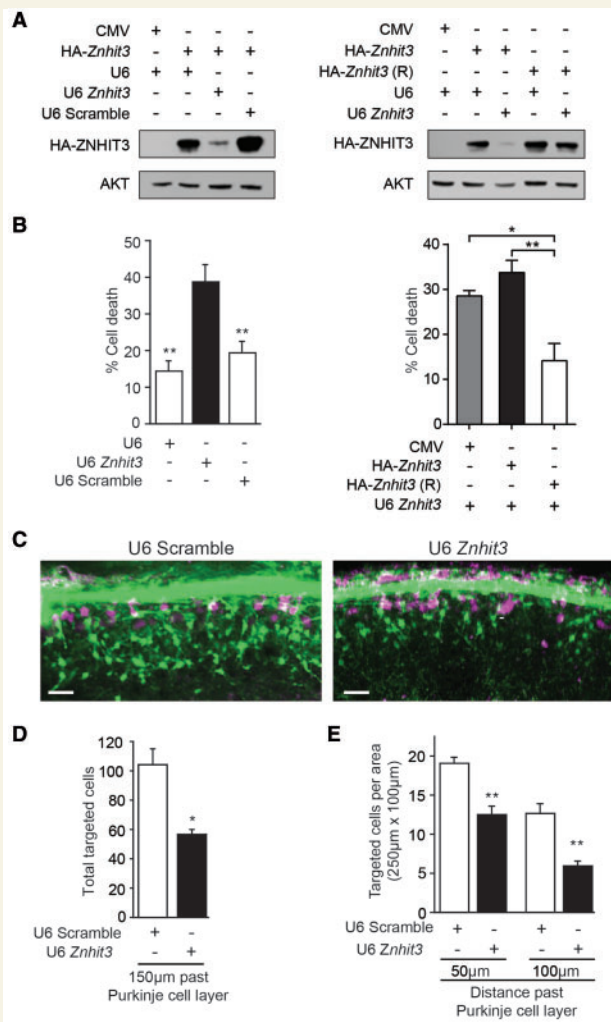 A
CMV + - - -
HA-Znhit3 - + + +
U6 + + - -
U6 Znhit3 - - + -
U6 Scramble - - - +
HA-ZNHIT3
AKT
CMV + - - - -
HA-Znhit3 - + + - -
HA-Znhit3 (R) - - - + +
U6 + + - + -
U6 Znhit3 - - + - +
HA-ZNHIT3
AKT
B
% Cell death
50
40
30
20
10
0
**
**
U6 + - -
U6 Znhit3 - + -
U6 Scramble - - +
% Cell death
40
30
20
10
0
*
**
CMV + - -
HA-Znhit3 - + -
HA-Znhit3 (R) - - +
U6 Znhit3 + + +
C
U6 Scramble
U6 Znhit3
D
Total targeted cells
120
100
80
60
40
20
0
*
U6 Scramble + -
U6 Znhit3 - +
150µm past
Purkinje cell layer
E
Targeted cells per area
(250µm x 100µm)
20
15
10
5
0
**
**
U6 Scramble + - + -
U6 Znhit3 - + - +
50µm 100µm
Distance past
Purkinje cell layer